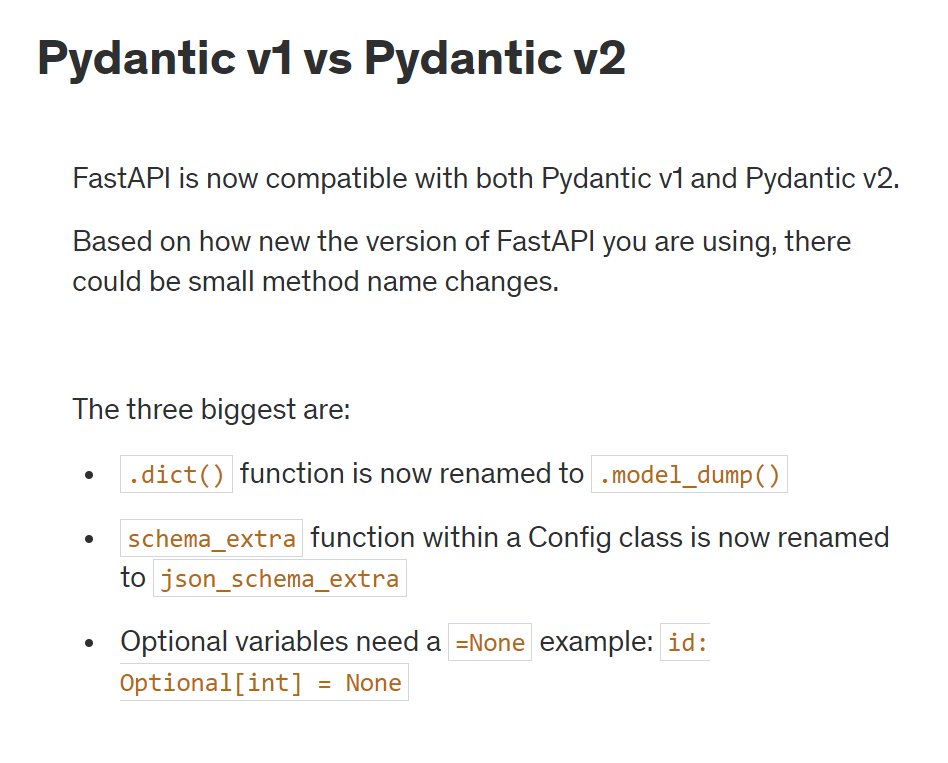 Pydantic v1 vs Pydantic v2
FastAPI is now compatible with both Pydantic v1 and Pydantic v2.
Based on how new the version of FastAPI you are using, there
could be small method name changes.
The three biggest are:
• .dict() function is now renamed to .model_dump()
• schema_extra function within a Config class is now renamed
to json_schema_extra
• Optional variables need a =None example: id:
Optional[int] = None